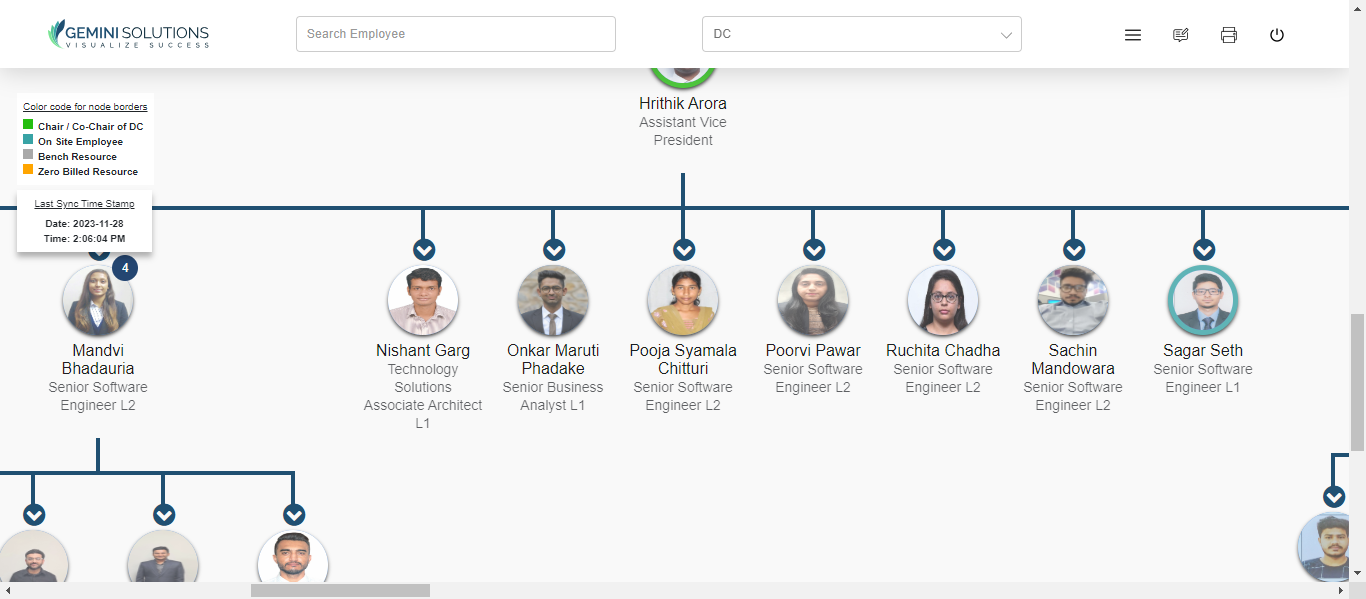 GEMINI SOLUTIONS
VISUALIZE SUCCESS
Search Employee
DC
Hrithik Arora
Assistant Vice
President
Color code for node borders
Chair / Co-Chair of DC
On Site Employee
Bench Resource
Zero Billed Resource
Last Sync Time Stamp
Date: 2023-11-28
Time: 2:06:04 PM
4
Mandvi
Bhadauria
Senior Software
Engineer L2
Nishant Garg
Technology
Solutions
Associate Architect
L1
Onkar Maruti
Phadake
Senior Business
Analyst L1
Pooja Syamala
Chitturi
Senior Software
Engineer L2
Poorvi Pawar
Senior Software
Engineer L2
Ruchita Chadha
Senior Software
Engineer L2
Sachin
Mandowara
Senior Software
Engineer L2
Sagar Seth
Senior Software
Engineer L1